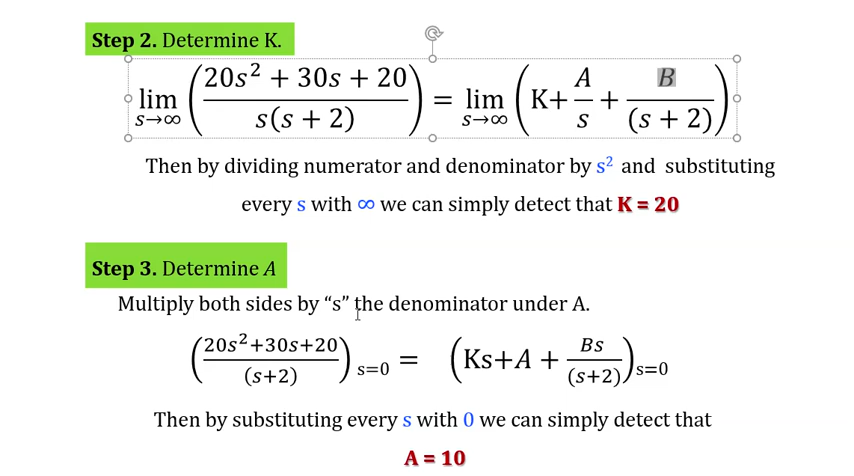 Step 2. Determine K.
lim s→∞ ( (20s² + 30s + 20) / (s(s + 2)) ) = lim s→∞ ( K+ A/s + B/(s + 2) )
Then by dividing numerator and denominator by s² and substituting
every s with ∞ we can simply detect that K = 20
Step 3. Determine A
Multiply both sides by “s” the denominator under A.
( (20s²+30s+20) / (s+2) ) s=0 = ( Ks+A + Bs/(s+2) ) s=0
Then by substituting every s with 0 we can simply detect that
A = 10